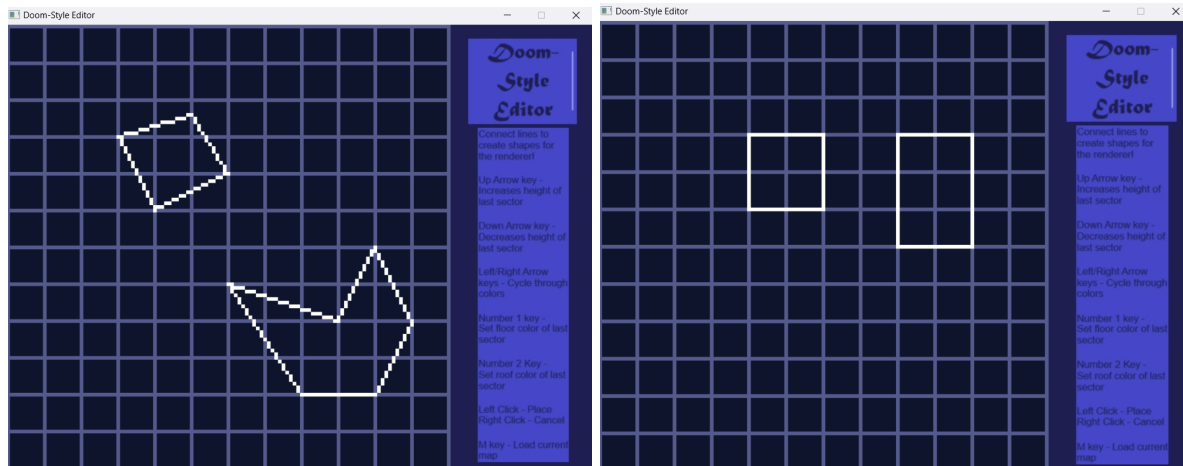 Doom-Style Editor
Doom-
Style
Editor
Connect lines to
create shapes for
the renderer!
Up Arrow key -
Increases height of
last sector
Down Arrow key -
Decreases height of
last sector
Left/Right Arrow
keys - Cycle through
colors
Number 1 key -
Set floor color of last
sector
Number 2 Key -
Set roof color of last
sector
Left Click - Place
Right Click - Cancel
M key - Load current
map
Doom-Style Editor
Doom-
Style
Editor
Connect lines to
create shapes for
the renderer!
Up Arrow key -
Increases height of
last sector
Down Arrow key -
Decreases height of
last sector
Left/Right Arrow
keys - Cycle through
colors
Number 1 key -
Set floor color of last
sector
Number 2 Key -
Set roof color of last
sector
Left Click - Place
Right Click - Cancel
M key - Load current
map